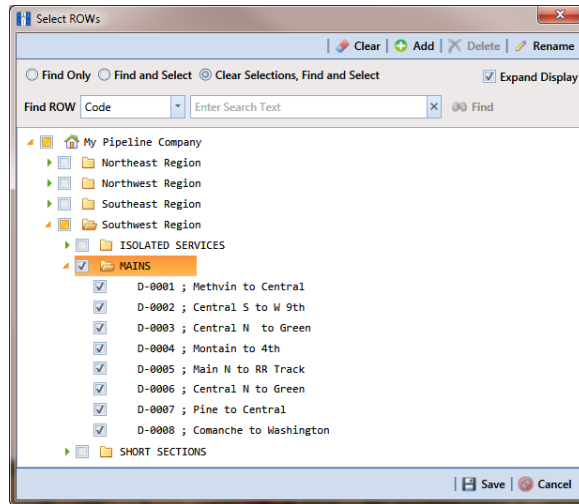 Select ROWs
Clear Add Delete Rename
Find Only Find and Select Clear Selections, Find and Select Expand Display
Find ROW Code Enter Search Text Find
My Pipeline Company
Northeast Region
Northwest Region
Southeast Region
Southwest Region
ISOLATED SERVICES
MAINS
D-0001 ; Methvin to Central
D-0002 ; Central S to W 9th
D-0003 ; Central N  to Green
D-0004 ; Montain to 4th
D-0005 ; Main N to RR Track
D-0006 ; Central N to Green
D-0007 ; Pine to Central
D-0008 ; Comanche to Washington
SHORT SECTIONS
Save Cancel